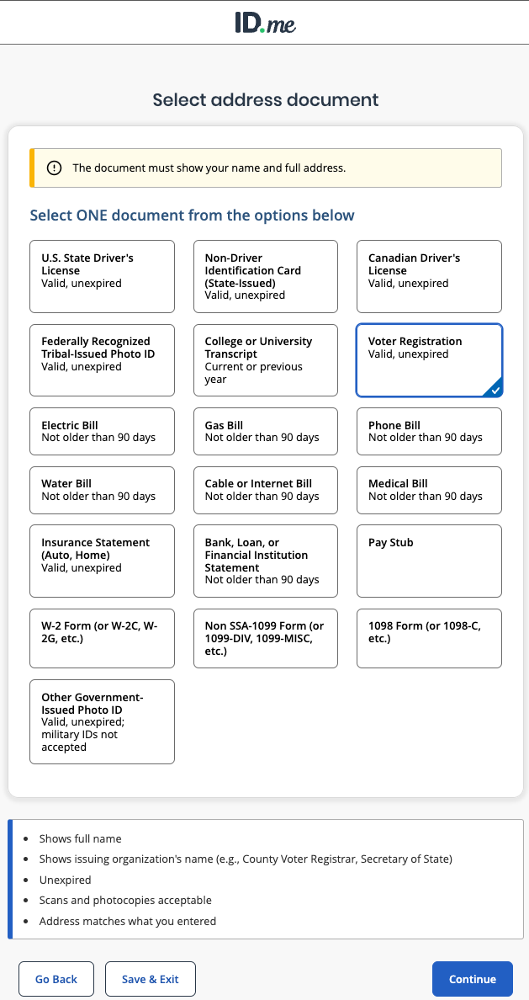 ID.me
Select address document
The document must show your name and full address.
Select ONE document from the options below
U.S. State Driver's
License
Valid, unexpired
Non-Driver
Identification Card
(State-Issued)
Valid, unexpired
Canadian Driver's
License
Valid, unexpired
Federally Recognized
Tribal-Issued Photo ID
Valid, unexpired
College or University
Transcript
Current or previous
year
Voter Registration
Valid, unexpired
Electric Bill
Not older than 90 days
Gas Bill
Not older than 90 days
Phone Bill
Not older than 90 days
Water Bill
Not older than 90 days
Cable or Internet Bill
Not older than 90 days
Medical Bill
Not older than 90 days
Insurance Statement
(Auto, Home)
Valid, unexpired
Bank, Loan, or
Financial Institution
Statement
Not older than 90 days
Pay Stub
W-2 Form (or W-2C, W-
2G, etc.)
Non SSA-1099 Form (or
1099-DIV, 1099-MISC,
etc.)
1098 Form (or 1098-C,
etc.)
Other Government-
Issued Photo ID
Valid, unexpired;
military IDs not
accepted
• Shows full name
• Shows issuing organization's name (e.g., County Voter Registrar, Secretary of State)
• Unexpired
• Scans and photocopies acceptable
• Address matches what you entered
Go Back
Save & Exit
Continue